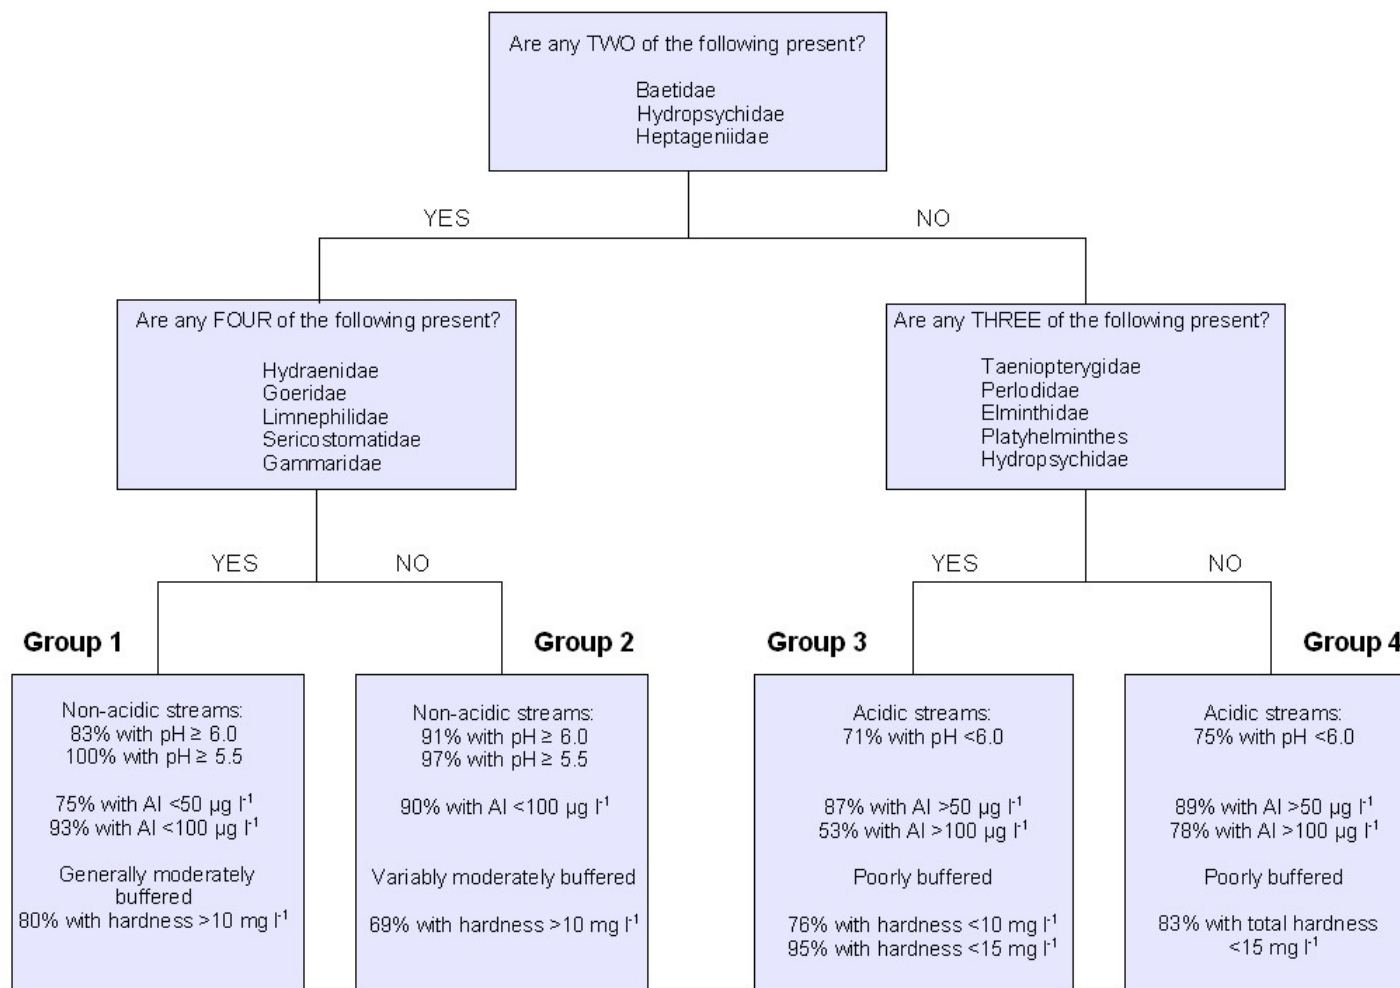 Are any TWO of the following present?
Baetidae
Hydropsychidae
Heptageniidae
YES
NO
Are any FOUR of the following present?
Hydraenidae
Goeridae
Limnephilidae
Sericostomatidae
Gammaridae
Are any THREE of the following present?
Taeniopterygidae
Perlodidae
Elminthidae
Platyhelminthes
Hydropsychidae
YES
NO
YES
NO
Group 1
Non-acidic streams:
83% with pH ≥ 6.0
100% with pH ≥ 5.5
75% with Al <50 µg l⁻¹
93% with Al <100 µg l⁻¹
Generally moderately
buffered
80% with hardness >10 mg l⁻¹
Group 2
Non-acidic streams:
91% with pH ≥ 6.0
97% with pH ≥ 5.5
90% with Al <100 µg l⁻¹
Variably moderately buffered
69% with hardness >10 mg l⁻¹
Group 3
Acidic streams:
71% with pH <6.0
87% with Al >50 µg l⁻¹
53% with Al >100 µg l⁻¹
Poorly buffered
76% with hardness <10 mg l⁻¹
95% with hardness <15 mg l⁻¹
Group 4
Acidic streams:
75% with pH <6.0
89% with Al >50 µg l⁻¹
78% with Al >100 µg l⁻¹
Poorly buffered
83% with total hardness
<15 mg l⁻¹